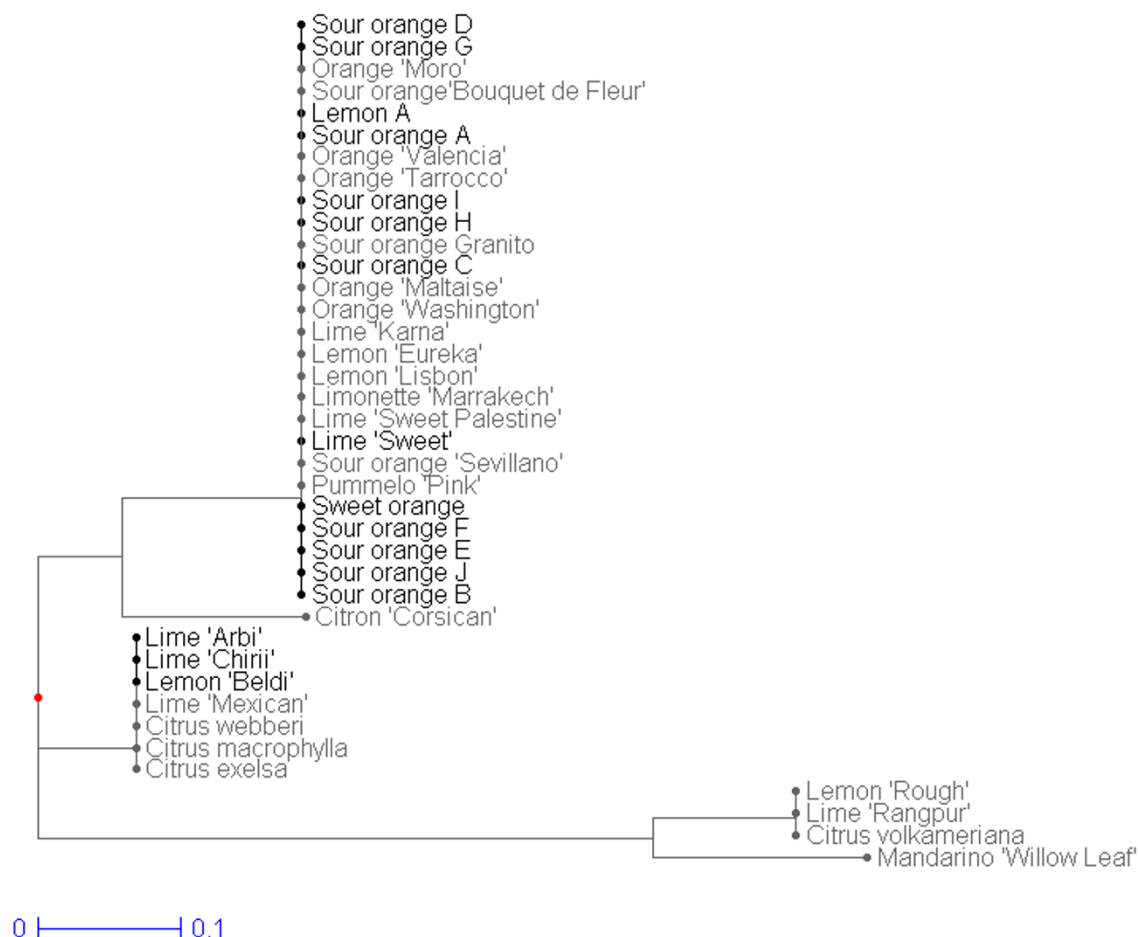 Sour orange D
Sour orange G
Orange 'Moro'
Sour orange'Bouquet de Fleur'
Lemon A
Sour orange A
Orange 'Valencia'
Orange 'Tarrocco'
Sour orange I
Sour orange H
Sour orange Granito
Sour orange C
Orange 'Maltaise'
Orange 'Washington'
Lime 'Karna'
Lemon 'Eureka'
Lemon 'Lisbon'
Limonette 'Marrakech'
Lime 'Sweet Palestine'
Lime 'Sweet'
Sour orange 'Sevillano'
Pummelo 'Pink'
Sweet orange
Sour orange F
Sour orange E
Sour orange J
Sour orange B
Citron 'Corsican'
Lime 'Arbi'
Lime 'Chirii'
Lemon 'Beldi'
Lime 'Mexican'
Citrus webberi
Citrus macrophylla
Citrus exelsa
Lemon 'Rough'
Lime 'Rangpur'
Citrus volkameriana
Mandarino 'Willow Leaf'
0 0.1